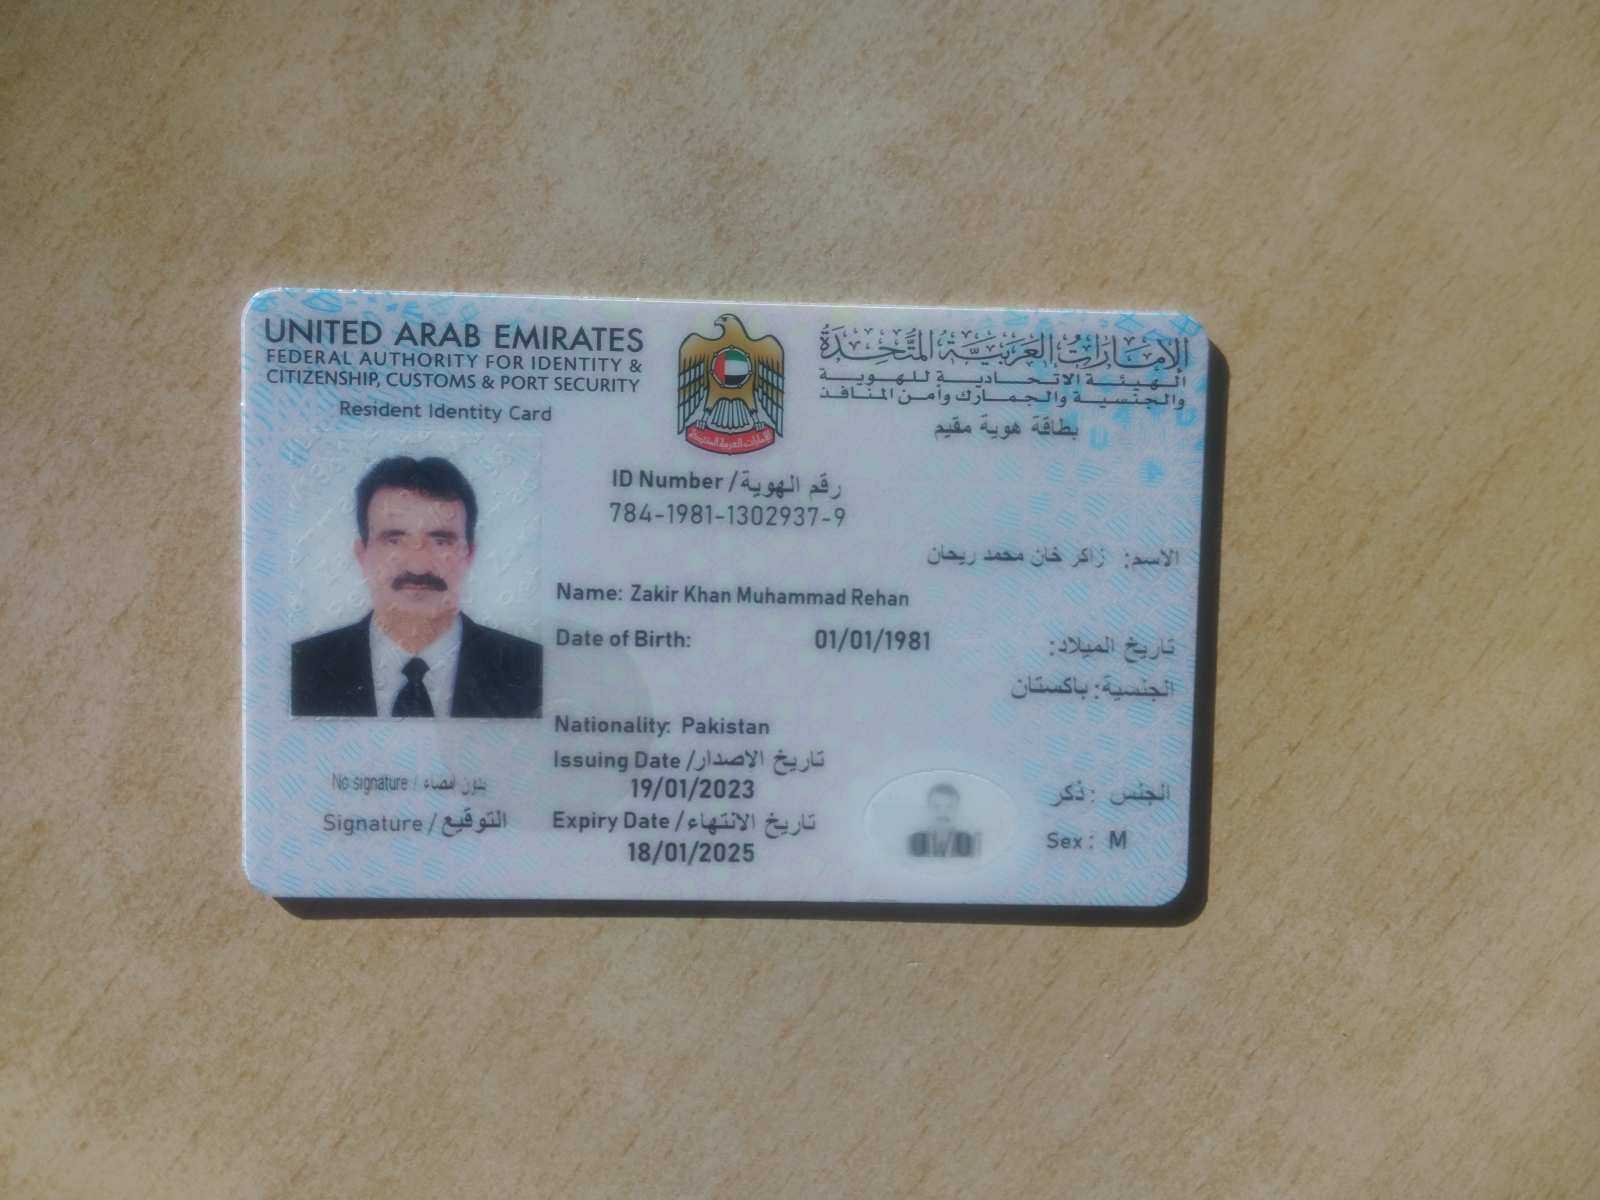 UNITED ARAB EMIRATES
FEDERAL AUTHORITY FOR IDENTITY &
CITIZENSHIP, CUSTOMS & PORT SECURITY
Resident Identity Card
الإمارات العربية المتحدة
الهيئة الاتحادية للهوية
والجنسية والجمارك وأمن المنافذ
بطاقة هوية مقيم
ID Number / رقم الهوية
784-1981-1302937-9
الاسم: زاكر خان محمد ريحان
Name: Zakir Khan Muhammad Rehan
Date of Birth: 01/01/1981 تاريخ الميلاد:
الجنسية: باكستان
Nationality: Pakistan
Issuing Date / تاريخ الاصدار
19/01/2023
Expiry Date / تاريخ الانتهاء
18/01/2025
No signature / بدون امضاء
Signature / التوقيع
الجنس : ذكر
Sex : M